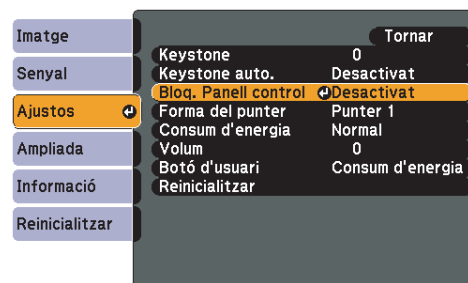 Imatge
Senyal
Ajustos
Ampliada
Informació
Reinicialitzar
Tornar
Keystone 0
Keystone auto. Desactivat
Bloq. Panell control Desactivat
Forma del punter Punter 1
Consum d'energia Normal
Volum 0
Botó d'usuari Consum d'energia
Reinicialitzar